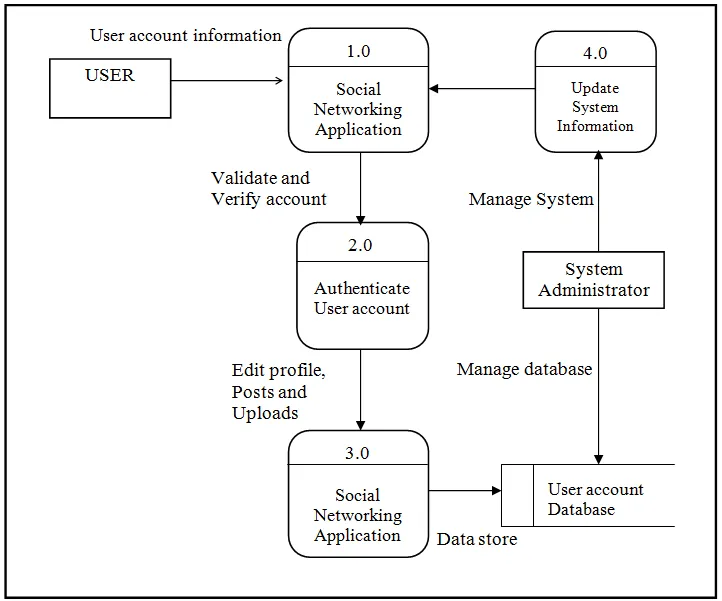 User account information
USER
1.0
Social
Networking
Application
4.0
Update
System
Information
Validate and
Verify account
Manage System
2.0
Authenticate
User account
System
Administrator
Edit profile,
Posts and
Uploads
Manage database
3.0
Social
Networking
Application
User account
Database
Data store